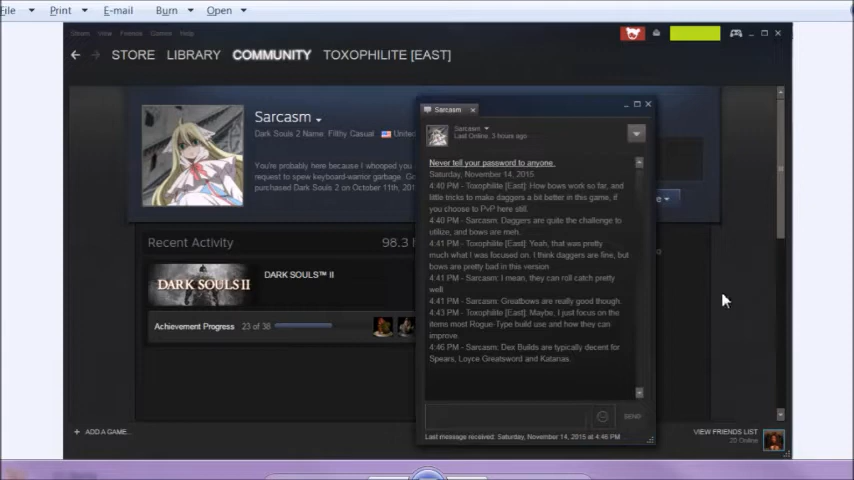 File Print E-mail Burn Open
Steam View Friends Games Help
STORE LIBRARY COMMUNITY TOXOPHILITE [EAST]
Sarcasm
Dark Souls 2 Name: Filthy Casual United
You're probably here because I whooped you
request to spew keyboard-warrior garbage.
purchased Dark Souls 2 on October 11th, 201
Recent Activity 98.3
DARK SOULS II
DARK SOULS™ II
Achievement Progress 23 of 38
Sarcasm
Sarcasm
Last Online: 3 hours ago
Never tell your password to anyone.
Saturday, November 14, 2015
4:40 PM - Toxophilite [East]: How bows work so far, and
little tricks to make daggers a bit better in this game, if
you choose to PvP here still.
4:40 PM - Sarcasm: Daggers are quite the challenge to
utilize, and bows are meh.
4:41 PM - Toxophilite [East]: Yeah, that was pretty
much what I was focused on. I think daggers are fine, but
bows are pretty bad in this version
4:41 PM - Sarcasm: I mean, they can roll catch pretty
well
4:41 PM - Sarcasm: Greatbows are really good though.
4:43 PM - Toxophilite [East]: Maybe, I just focus on the
items most Rogue-Type build use and how they can
improve.
4:46 PM - Sarcasm: Dex Builds are typically decent for
Spears, Loyce Greatsword and Katanas.
SEND
Last message received: Saturday, November 14, 2015 at 4:46 PM
+ ADD A GAME...
VIEW FRIENDS LIST
20 Online